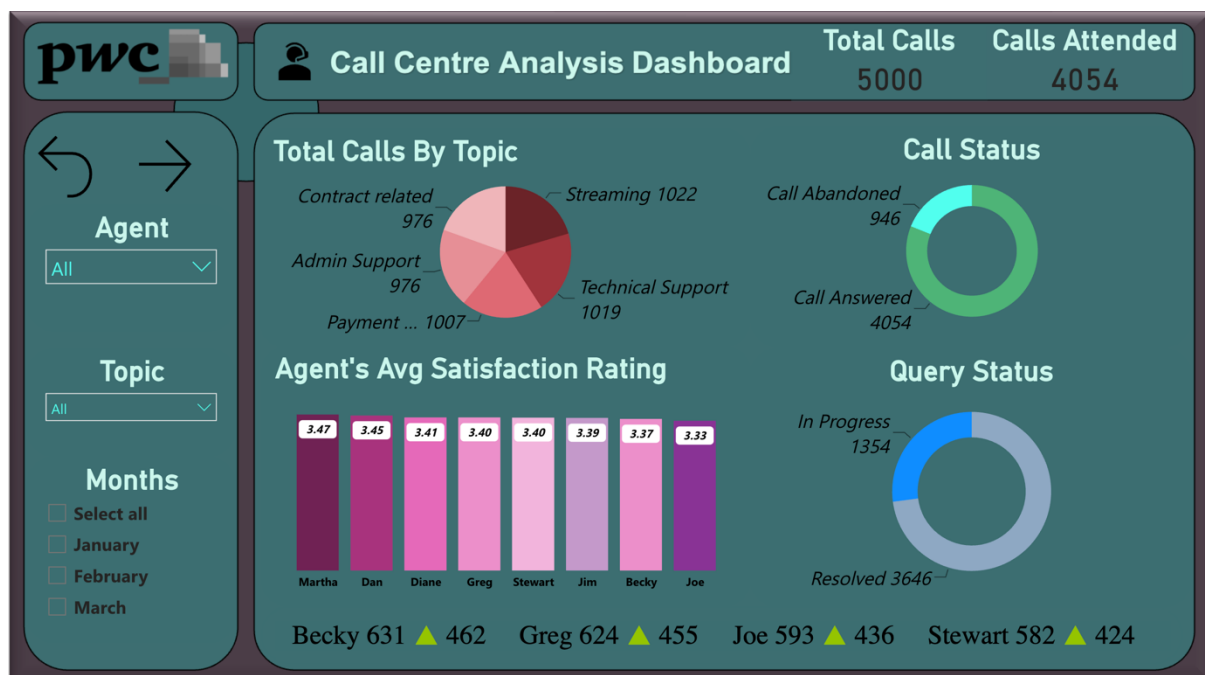 pwc
Call Centre Analysis Dashboard
Total Calls
5000
Calls Attended
4054
Agent
All
Topic
All
Months
Select all
January
February
March
Total Calls By Topic
Contract related
976
Streaming 1022
Admin Support
976
Technical Support
1019
Payment ... 1007
Call Status
Call Abandoned
946
Call Answered
4054
Agent's Avg Satisfaction Rating
3.47 3.45 3.41 3.40 3.40 3.39 3.37 3.33
Martha Dan Diane Greg Stewart Jim Becky Joe
Query Status
In Progress
1354
Resolved 3646
Becky 631 ▲ 462 Greg 624 ▲ 455 Joe 593 ▲ 436 Stewart 582 ▲ 424